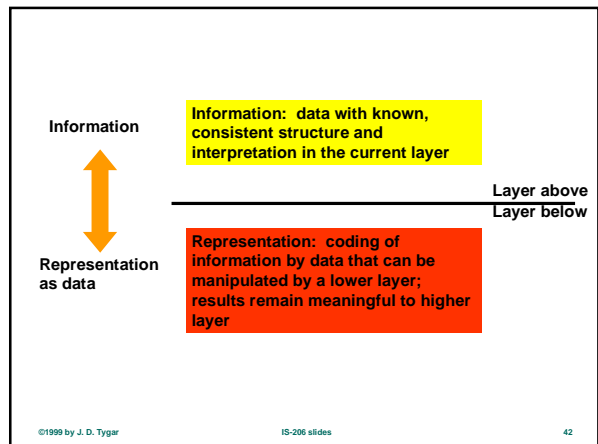 Information
Information:  data with known,
consistent structure and
interpretation in the current layer
Layer above
Layer below
Representation
as data
Representation:  coding of
information by data that can be
manipulated by a lower layer;
results remain meaningful to higher
layer
©1999 by J. D. Tygar
IS-206 slides
42